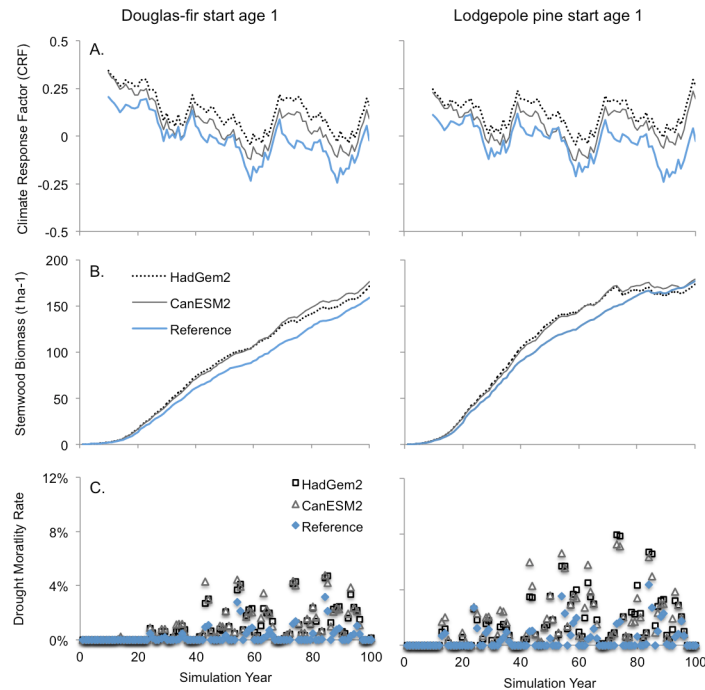 Douglas-fir start age 1
Lodgepole pine start age 1
Climate Response Factor (CRF)
A.
0.5
0.25
0
-0.25
-0.5
Stemwood Biomass (t ha-1)
B.
200
150
100
50
0
HadGem2
CanESM2
Reference
Drought Moratlity Rate
C.
12%
8%
4%
0%
HadGem2
CanESM2
Reference
0 20 40 60 80 100
0 20 40 60 80 100
Simulation Year
Simulation Year